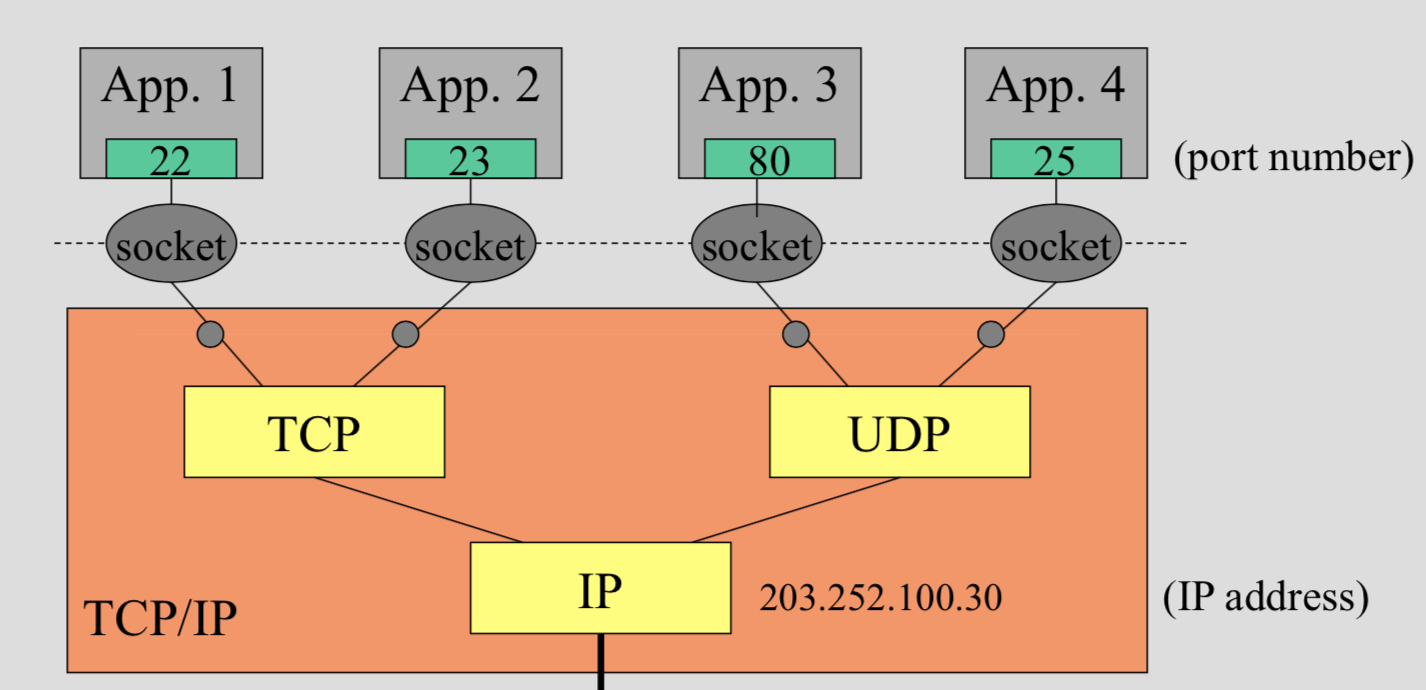 App. 1
App. 2
App. 3
App. 4
22
23
80
25
(port number)
socket
socket
socket
socket
TCP
UDP
IP
203.252.100.30
(IP address)
TCP/IP